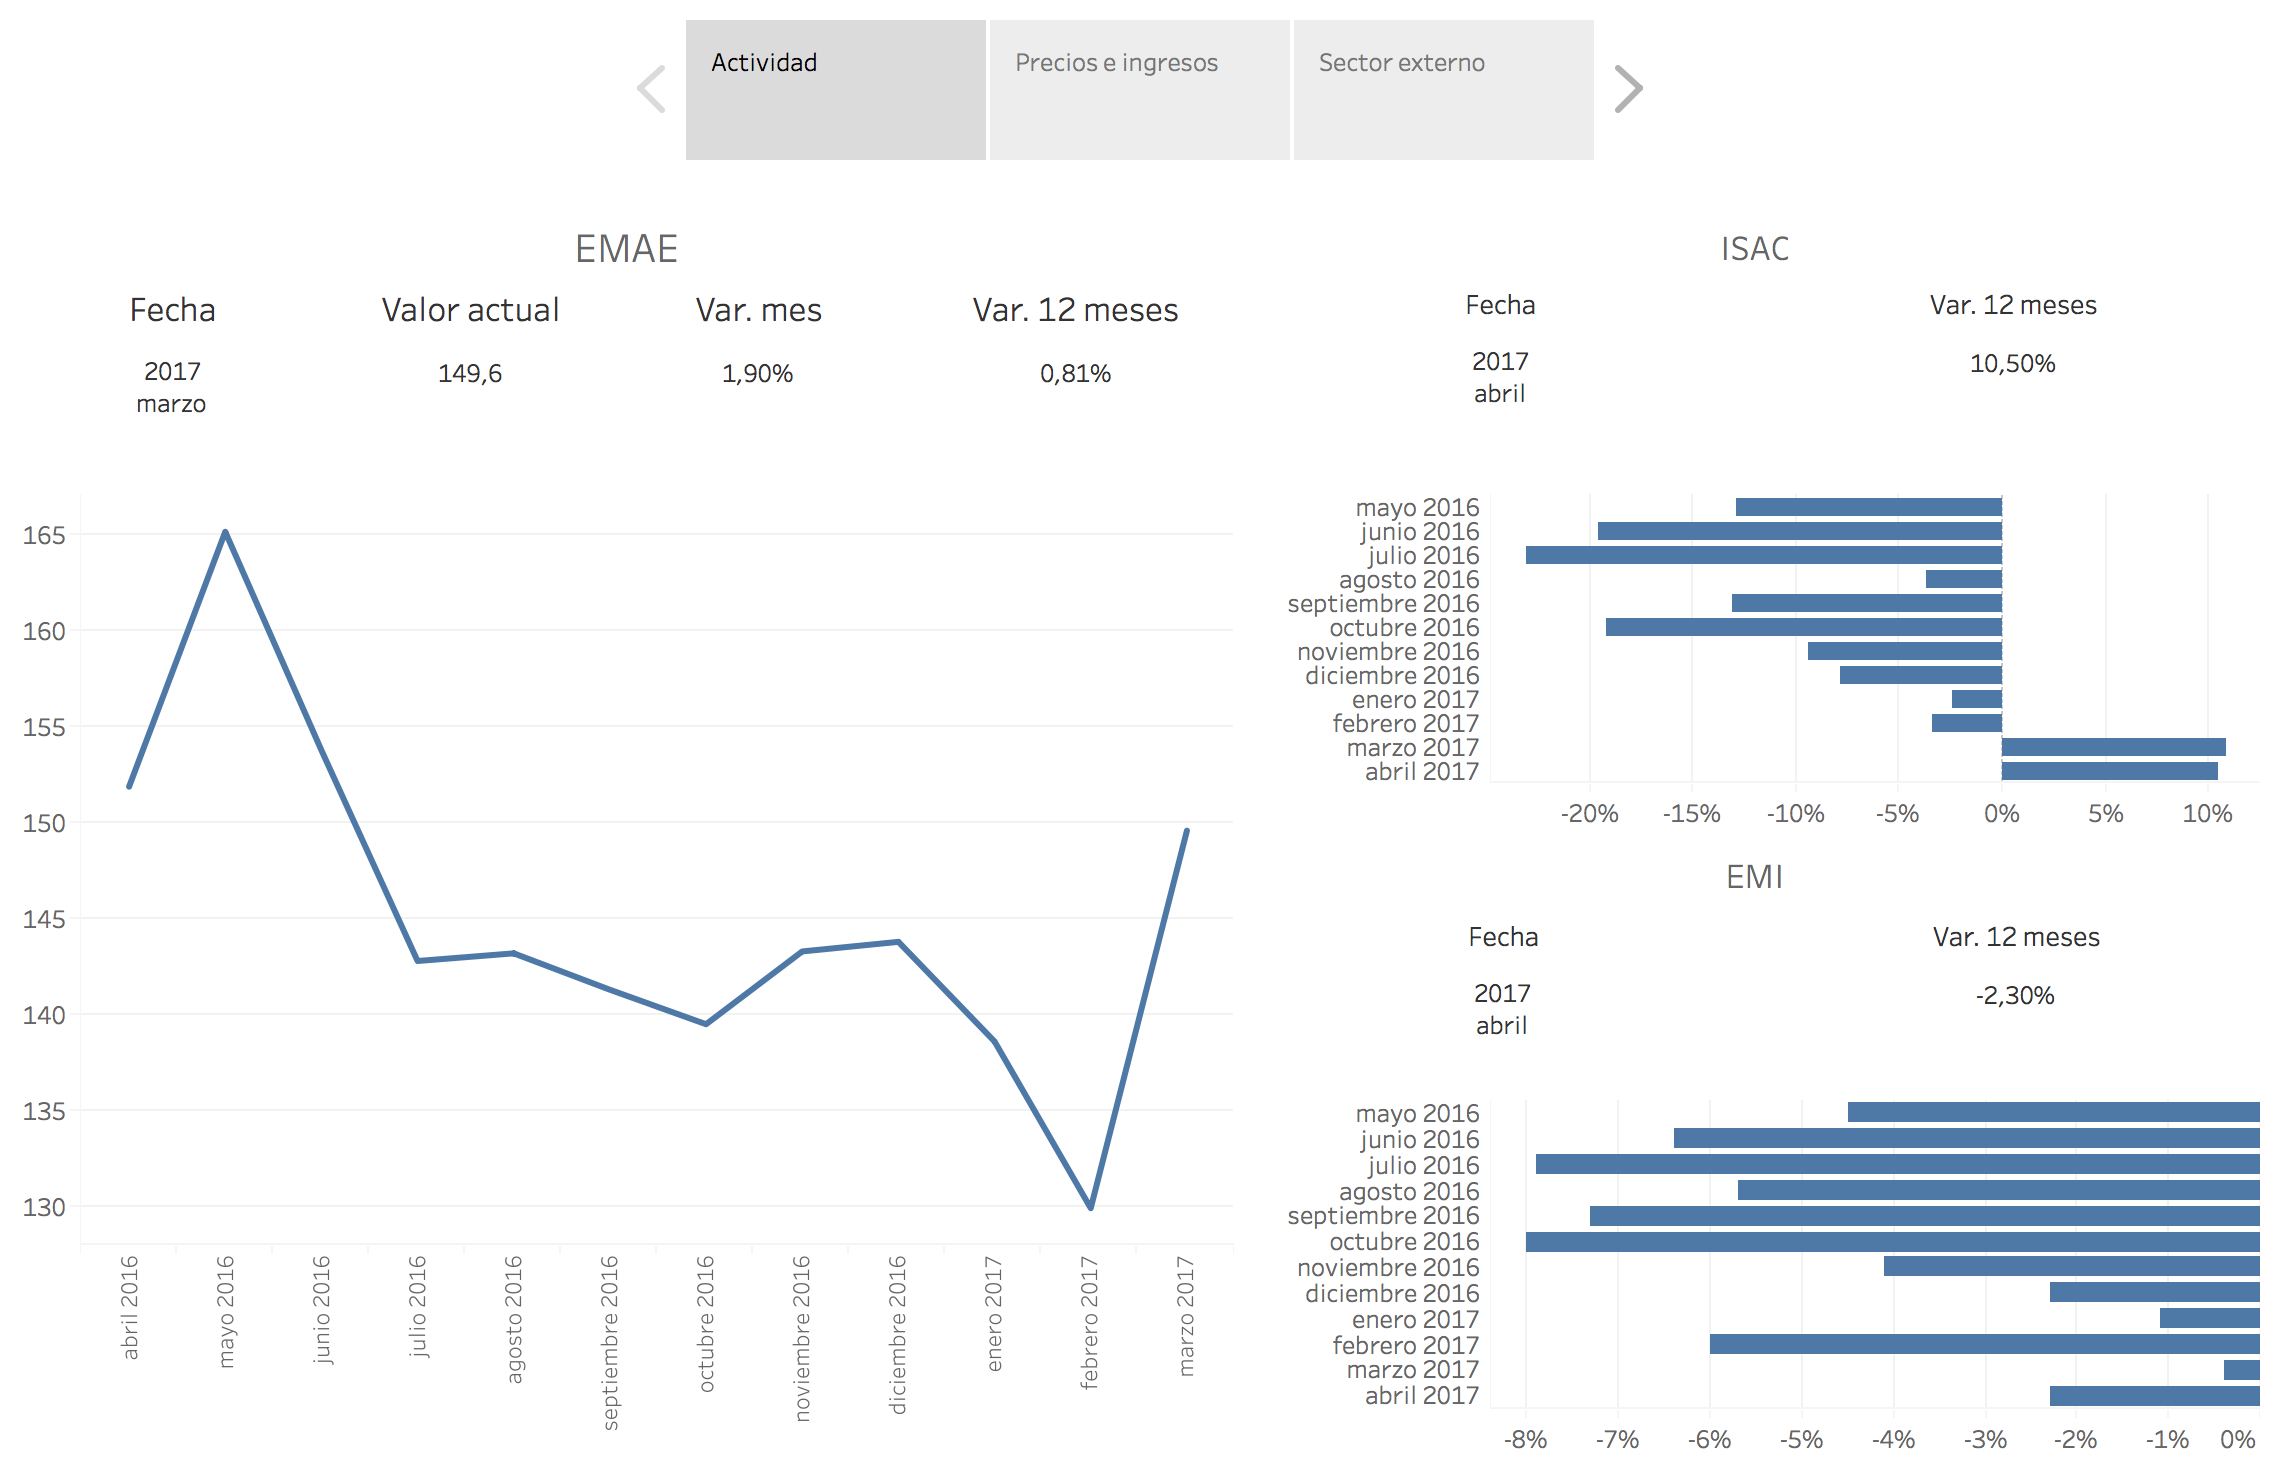 Actividad
Precios e ingresos
Sector externo
EMAE
Fecha Valor actual Var. mes Var. 12 meses
2017 149,6 1,90% 0,81%
marzo
165
160
155
150
145
140
135
130
abril 2016
mayo 2016
junio 2016
julio 2016
agosto 2016
septiembre 2016
octubre 2016
noviembre 2016
diciembre 2016
enero 2017
febrero 2017
marzo 2017
ISAC
Fecha Var. 12 meses
2017 10,50%
abril
mayo 2016
junio 2016
julio 2016
agosto 2016
septiembre 2016
octubre 2016
noviembre 2016
diciembre 2016
enero 2017
febrero 2017
marzo 2017
abril 2017
-20% -15% -10% -5% 0% 5% 10%
EMI
Fecha Var. 12 meses
2017 -2,30%
abril
mayo 2016
junio 2016
julio 2016
agosto 2016
septiembre 2016
octubre 2016
noviembre 2016
diciembre 2016
enero 2017
febrero 2017
marzo 2017
abril 2017
-8% -7% -6% -5% -4% -3% -2% -1% 0%